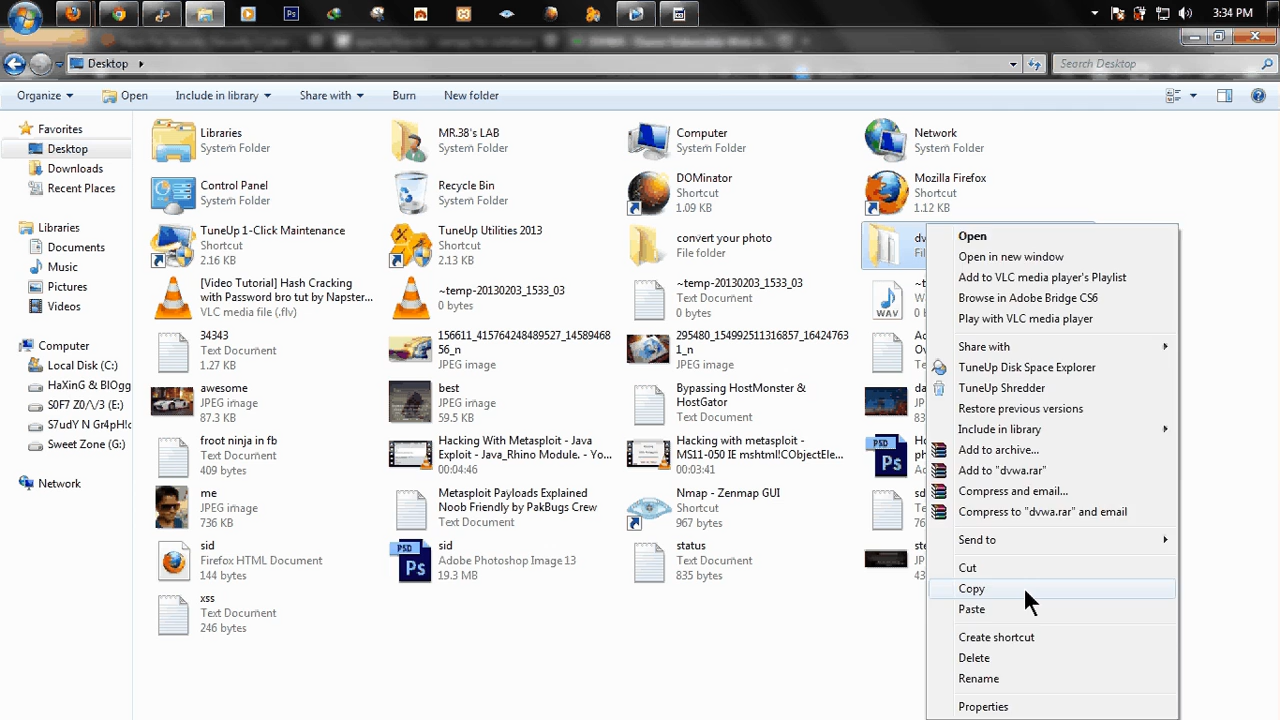 3:34 PM
Desktop
Search Desktop
Organize
Open
Include in library
Share with
Burn
New folder
Favorites
Desktop
Downloads
Recent Places
Libraries
Documents
Music
Pictures
Videos
Computer
Local Disk (C:)
HaXinG & BlOgg
S0F7 Z0/\/3 (E:)
S7udY N GrApH!c
Sweet Zone (G:)
Network
Libraries
System Folder
MR.38's LAB
System Folder
Computer
System Folder
Network
System Folder
Control Panel
System Folder
Recycle Bin
System Folder
DOMinator
Shortcut
1.09 KB
Mozilla Firefox
Shortcut
1.12 KB
TuneUp 1-Click Maintenance
Shortcut
2.16 KB
TuneUp Utilities 2013
Shortcut
2.13 KB
convert your photo
File folder
[Video Tutorial] Hash Cracking
with Password bro tut by Napster...
VLC media file (.flv)
~temp-20130203_1533_03
0 bytes
~temp-20130203_1533_03
Text Document
0 bytes
WAV
34343
Text Document
20 bytes
156611_415764248489527_14589468
56_n
JPEG image
295480_154992511316857_16424763
1_n
JPEG image
awesome
JPEG image
87.3 KB
best
JPEG image
59.5 KB
Bypassing HostMonster &
HostGator
Text Document
froot ninja in fb
Text Document
409 bytes
Hacking With Metasploit - Java
Exploit - Java_Rhino Module. - Yo...
00:04:46
Hacking with metasploit -
MS11-050 IE mshtml!CObjectEle...
00:03:41
PSD
Ps
me
JPEG image
736 KB
Metasploit Payloads Explained
Noob Friendly by PakBugs Crew
Text Document
Nmap - Zenmap GUI
Shortcut
967 bytes
sid
Firefox HTML Document
144 bytes
PSD
Ps
sid
Adobe Photoshop Image 13
19.3 MB
status
Text Document
835 bytes
xss
Text Document
246 bytes
Open
Open in new window
Add to VLC media player's Playlist
Browse in Adobe Bridge CS6
Play with VLC media player
Share with
TuneUp Disk Space Explorer
TuneUp Shredder
Restore previous versions
Include in library
Add to archive...
Add to "dvwa.rar"
Compress and email...
Compress to "dvwa.rar" and email
Send to
Cut
Copy
Paste
Create shortcut
Delete
Rename
Properties